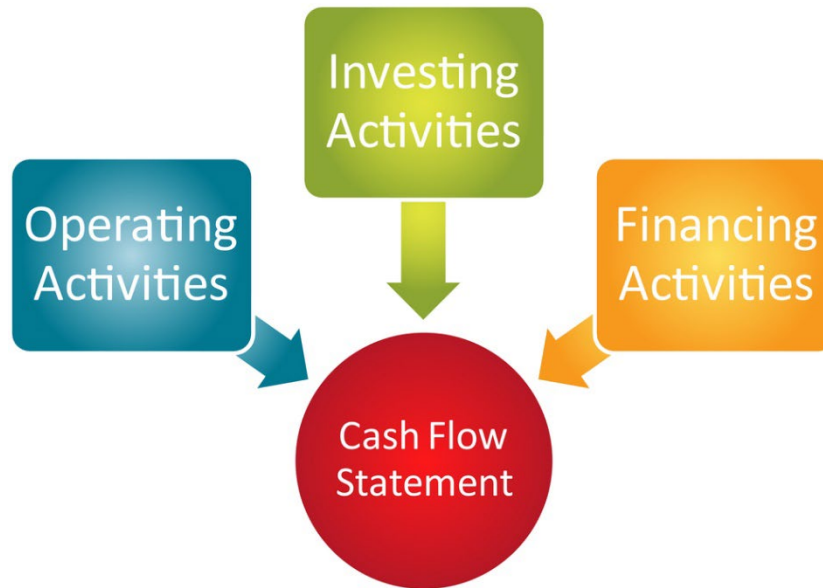 Investing
Activities
Operating
Activities
Financing
Activities
Cash Flow
Statement